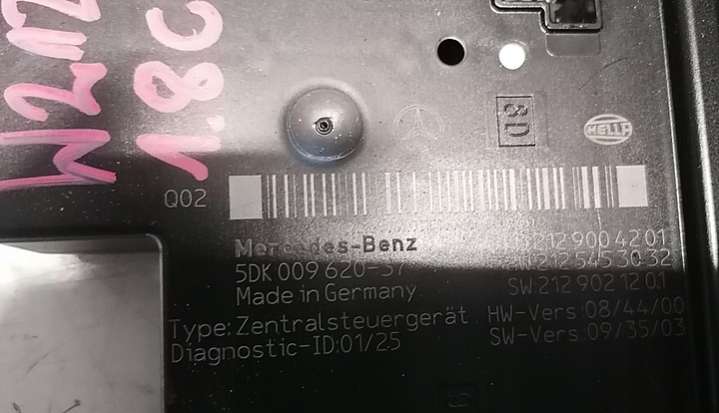 W212
1.8C
8D
HELLA
Q02
Mercedes-Benz
212 900 42 01
5DK 009 620-37
212 545 30 32
Made in Germany
SW 212 902 12 01
Type: Zentralsteuergerät
HW-Vers: 08/44/00
Diagnostic-ID:01/25
SW-Vers: 09/35/03